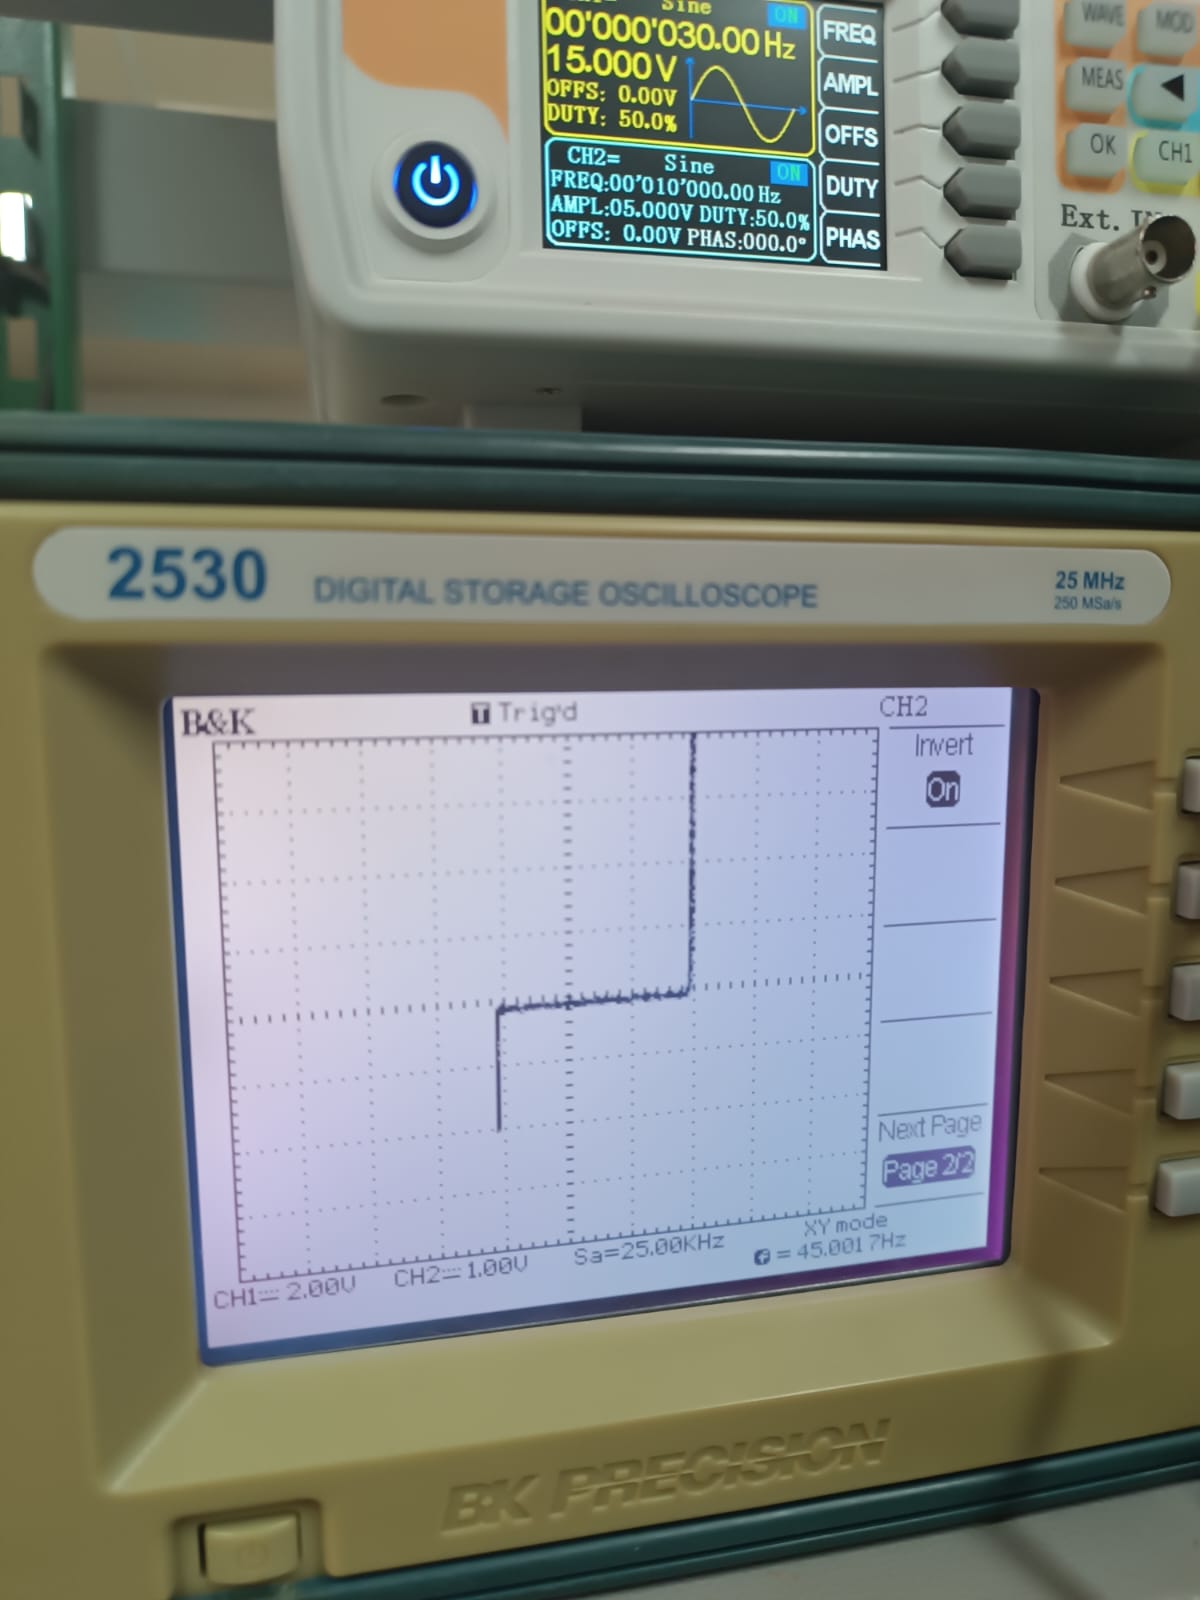 Sine ON
00'000'030.00 Hz
15.000V
OFFS: 0.00V
DUTY: 50.0%
CH2= Sine ON
FREQ:00'010'000.00 Hz
AMPL:05.000V DUTY:50.0%
OFFS: 0.00V PHAS:000.0°
FREQ
AMPL
OFFS
DUTY
PHAS
WAVE
MOD
MEAS
OK
CH1
Ext.
2530 DIGITAL STORAGE OSCILLOSCOPE
25 MHz
250 MSa/s
B&K T Trig'd CH2
Invert
On
Next Page
Page 2/2
XY mode
CH1 2.00V CH2 1.00V Sa=25.00KHz f = 45.0017Hz
BK PRECISION